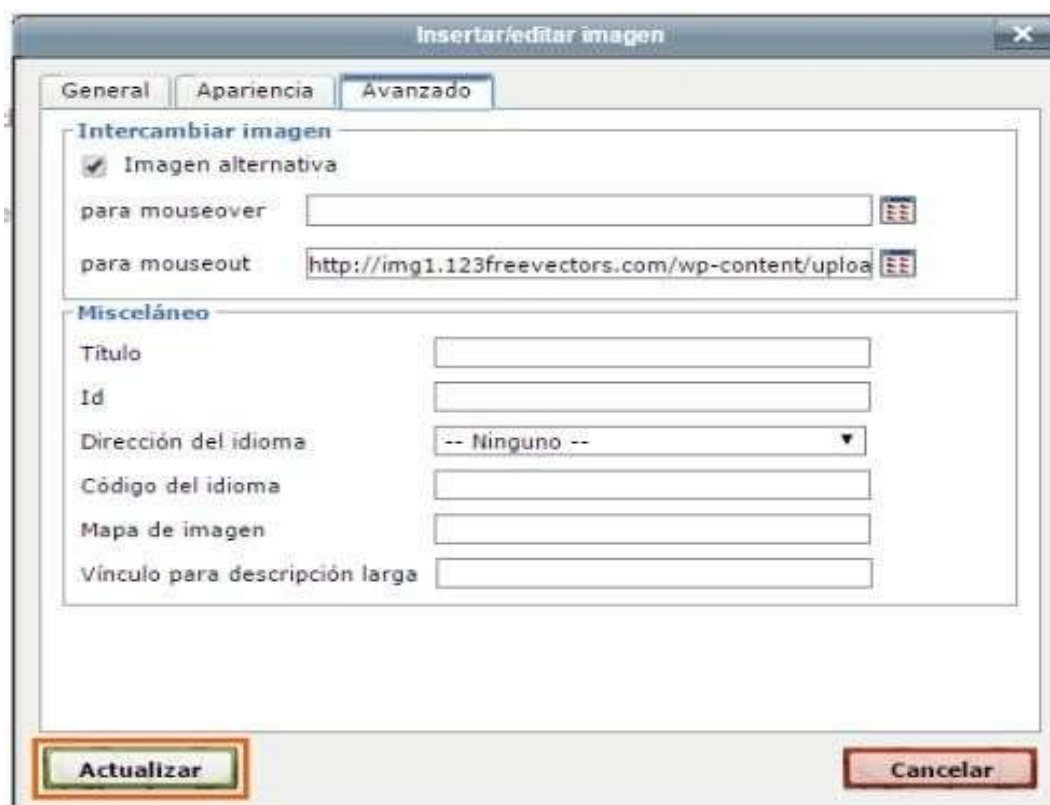 Insertar/editar imagen
General Apariencia Avanzado
Intercambiar imagen
Imagen alternativa
para mouseover
para mouseout http://img1.123freevectors.com/wp-content/uploa
Misceláneo
Título
Id
Dirección del idioma -- Ninguno --
Código del idioma
Mapa de imagen
Vínculo para descripción larga
Actualizar Cancelar